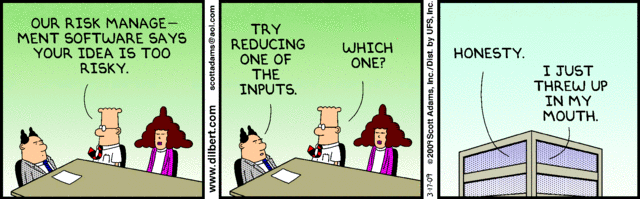 OUR RISK MANAGE-
MENT SOFTWARE SAYS
YOUR IDEA IS TOO
RISKY.
www.dilbert.com
scottadams@aol.com
TRY
REDUCING
ONE OF
THE
INPUTS.
WHICH
ONE?
3-17-09 © 2009 Scott Adams, Inc./Dist. by UFS, Inc.
HONESTY.
I JUST
THREW UP
IN MY
MOUTH.